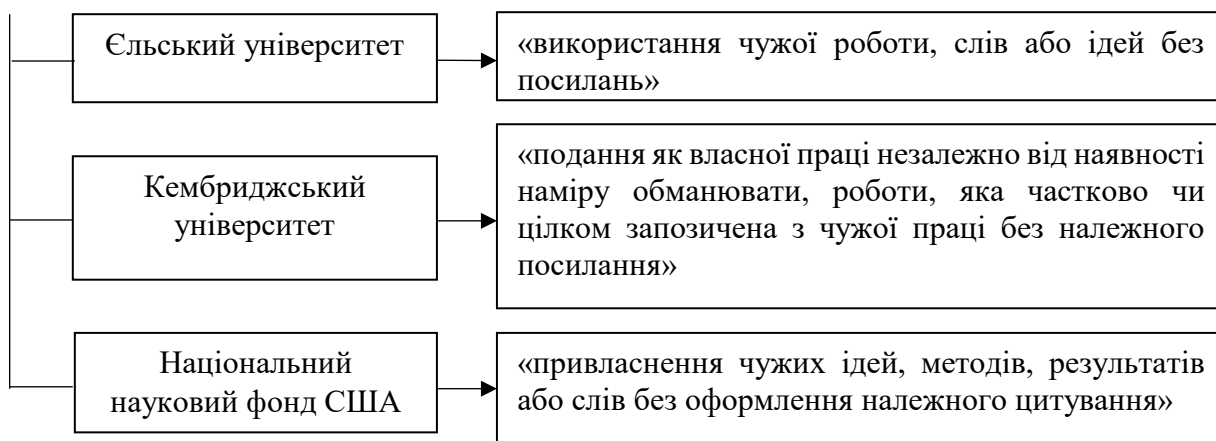 Єльський університет
«використання чужої роботи, слів або ідей без
посилань»
Кембриджський
університет
«подання як власної праці незалежно від наявності
наміру обманювати, роботи, яка частково чи
цілком запозичена з чужої праці без належного
посилання»
Національний
науковий фонд США
«привласнення чужих ідей, методів, результатів
або слів без оформлення належного цитування»